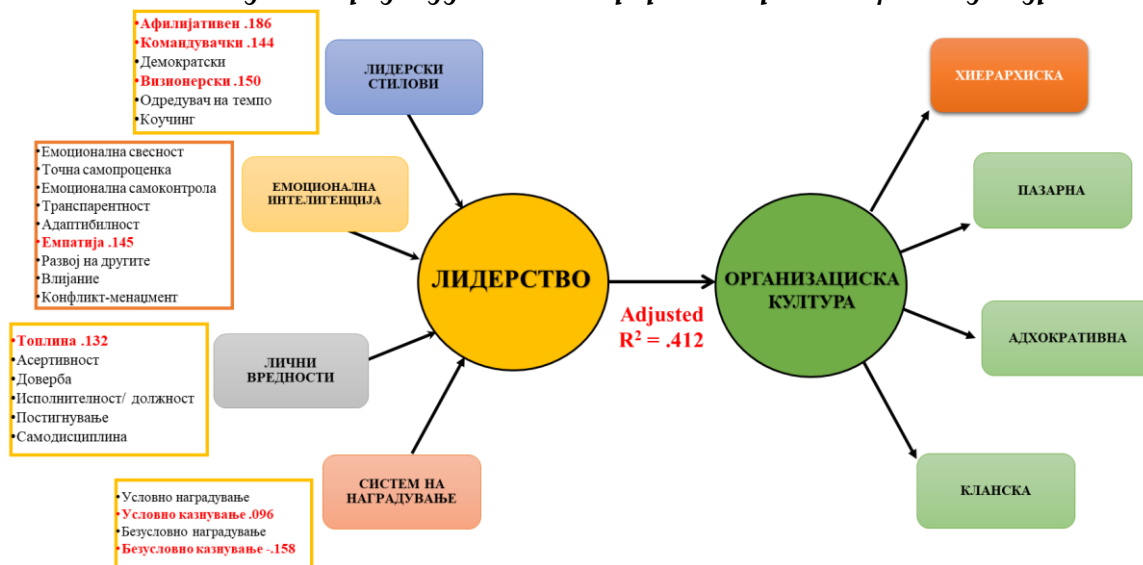 •Афилијативен .186
•Командувачки .144
•Демократски
•Визионерски .150
•Одредувач на темпо
•Коучинг
ЛИДЕРСКИ
СТИЛОВИ
•Емоционална свесност
•Точна самопроценка
•Емоционална самоконтрола
•Транспарентност
•Адаптибилност
•Емпатија .145
•Развој на другите
•Влијание
•Конфликт-менаџмент
ЕМОЦИОНАЛНА
ИНТЕЛИГЕНЦИЈА
•Топлина .132
•Асертивност
•Доверба
•Исполнителност/ должност
•Постигнување
•Самодисциплина
ЛИЧНИ
ВРЕДНОСТИ
•Условно наградување
•Условно казнување .096
•Безусловно наградување
•Безусловно казнување -.158
СИСТЕМ НА
НАГРАДУВАЊЕ
ЛИДЕРСТВО
Adjusted
R² = .412
ОРГАНИЗАЦИСКА
КУЛТУРА
ХИЕРАРХИСКА
ПАЗАРНА
АДХОКРАТИВНА
КЛАНСКА